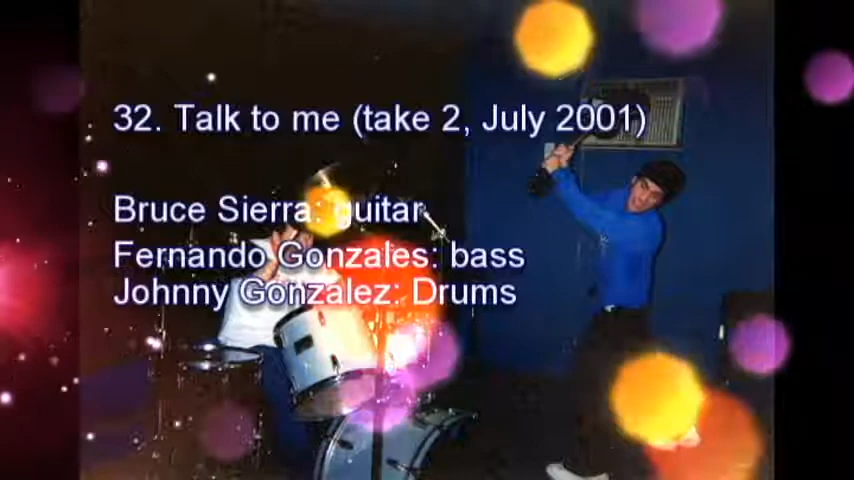 32. Talk to me (take 2, July 2001)
Bruce Sierra: guitar
Fernando Gonzales: bass
Johnny Gonzalez: Drums